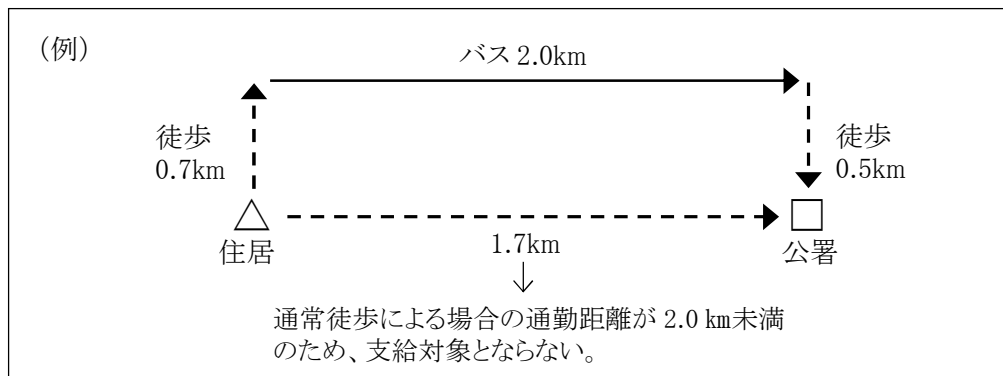 (例)
バス 2.0km
徒歩
0.7km
徒歩
0.5km
住居
1.7km
公署
通常徒歩による場合の通勤距離が 2.0 ㎞未満
のため、支給対象とならない。